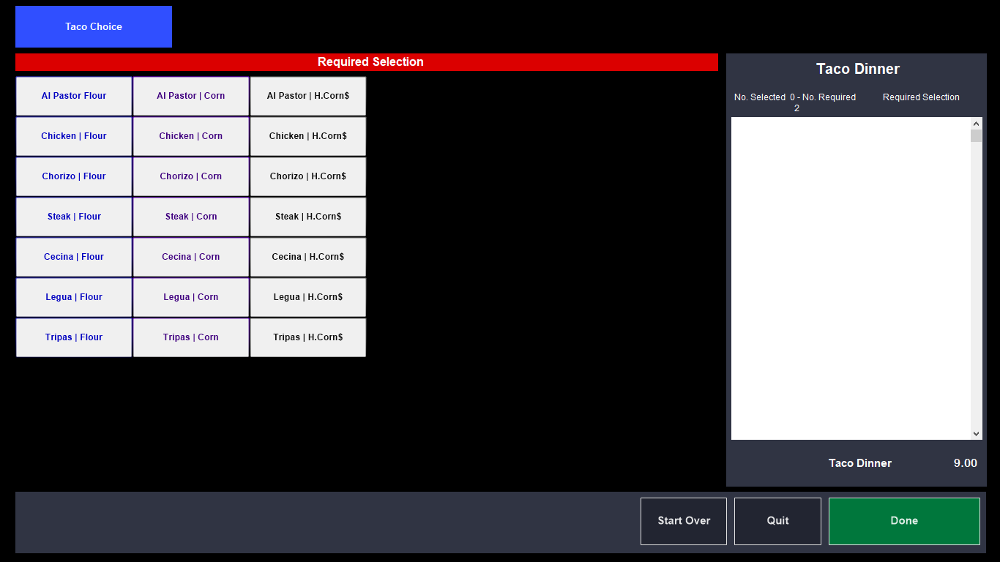 Taco Choice
Required Selection
Al Pastor Flour
Al Pastor | Corn
Al Pastor | H.Corn$
Chicken | Flour
Chicken | Corn
Chicken | H.Corn$
Chorizo | Flour
Chorizo | Corn
Chorizo | H.Corn$
Steak | Flour
Steak | Corn
Steak | H.Corn$
Cecina | Flour
Cecina | Corn
Cecina | H.Corn$
Legua | Flour
Legua | Corn
Legua | H.Corn$
Tripas | Flour
Tripas | Corn
Tripas | H.Corn$
Taco Dinner
No. Selected 0 - No. Required
2
Required Selection
Taco Dinner 9.00
Start Over
Quit
Done